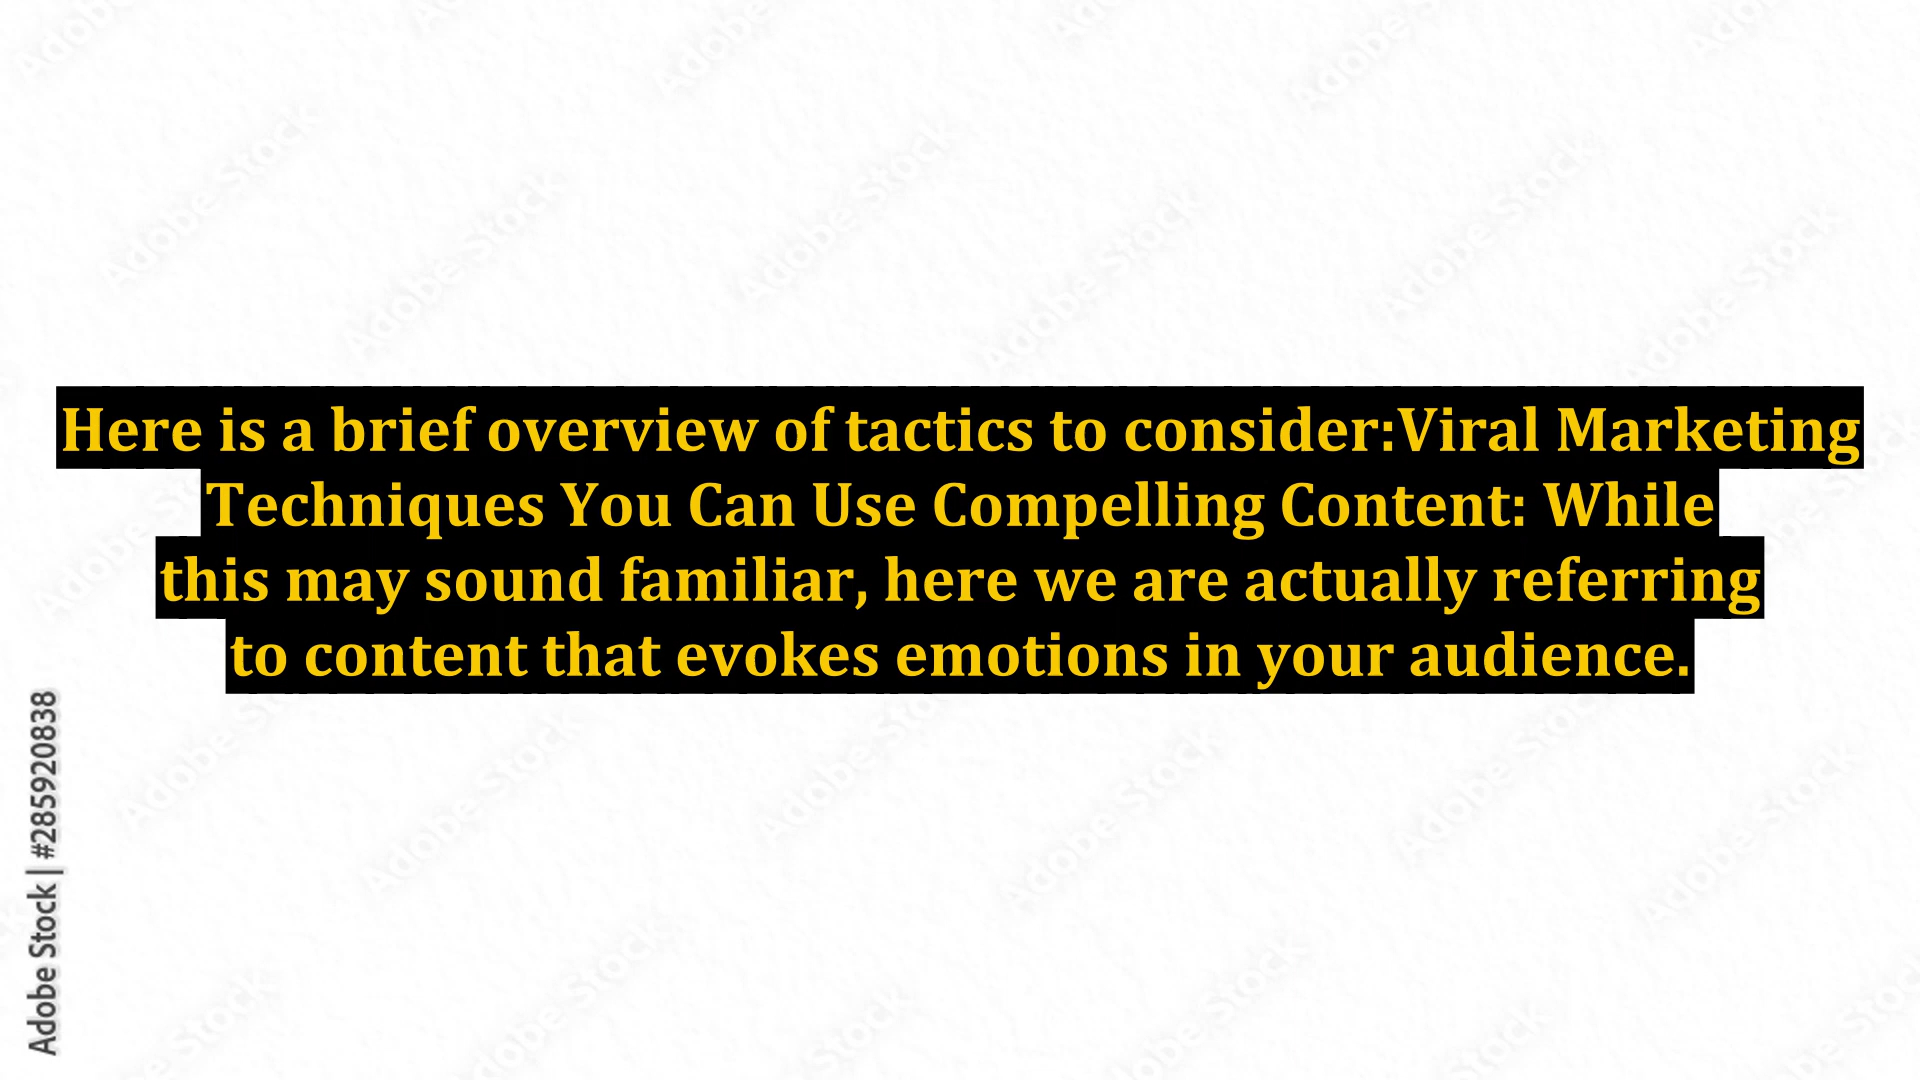 Here is a brief overview of tactics to consider:Viral Marketing
Techniques You Can Use Compelling Content: While
this may sound familiar, here we are actually referring
to content that evokes emotions in your audience.
Adobe Stock | #285920838